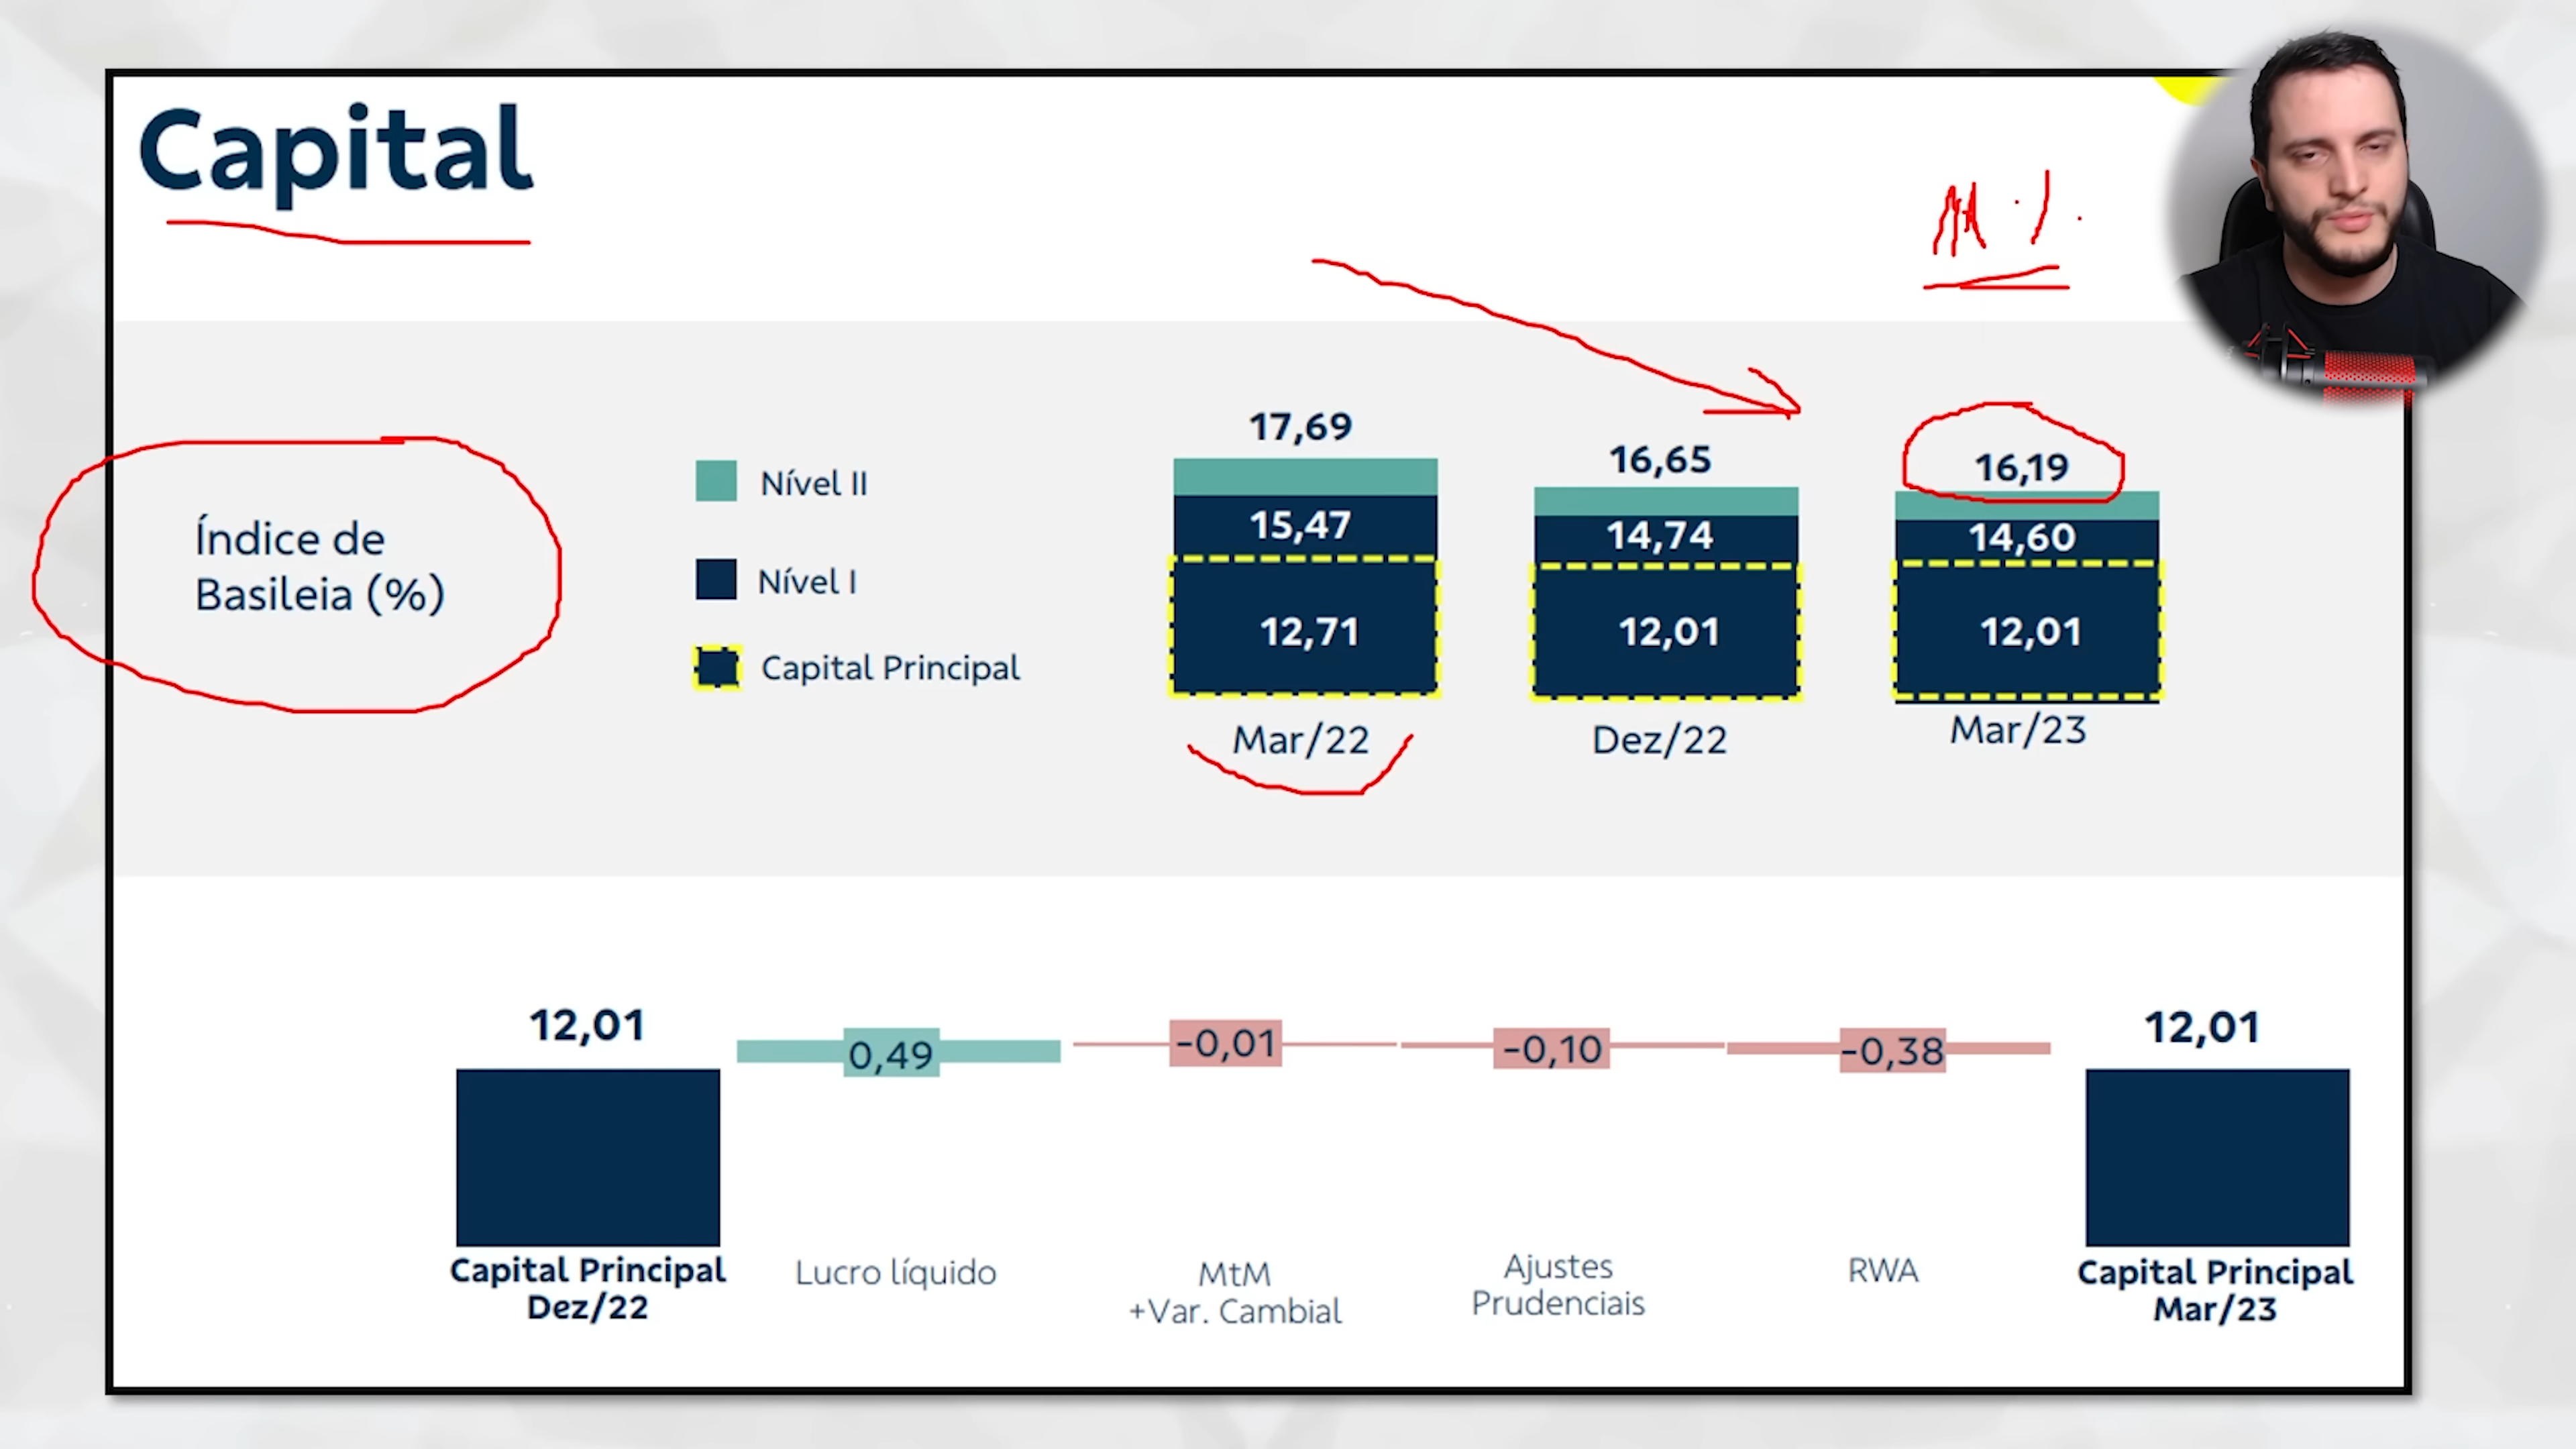 Capital
17,69
16,65
16,19
Nível II
15,47
14,74
14,60
Índice de
Basileia (%)
Nível I
12,71
12,01
12,01
Capital Principal
Mar/22
Dez/22
Mar/23
12,01
0,49
-0,01
-0,10
-0,38
12,01
Capital Principal
Dez/22
Lucro líquido
MtM
+Var. Cambial
Ajustes
Prudenciais
RWA
Capital Principal
Mar/23